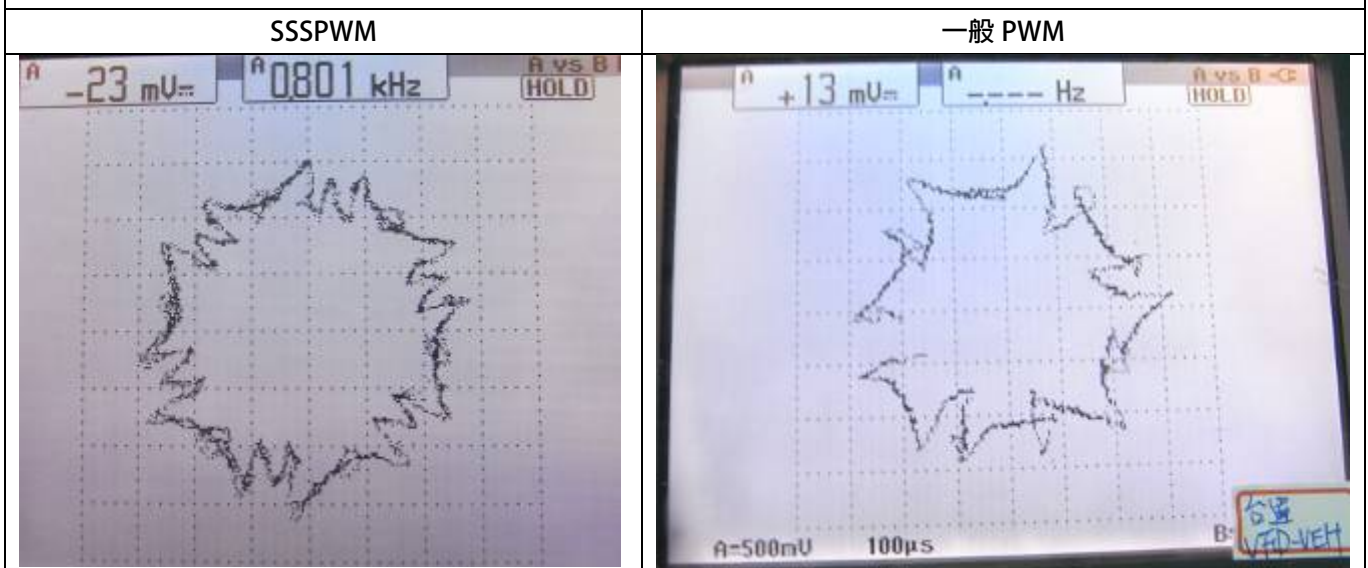 SSSPWM
一般 PWM
A -23 mV⎓ A 0.801 kHz A vs B HOLD
A +13 mV⎓ A -.--- Hz A vs B HOLD
A=500mV 100µs B:
台達
VFD-VEH